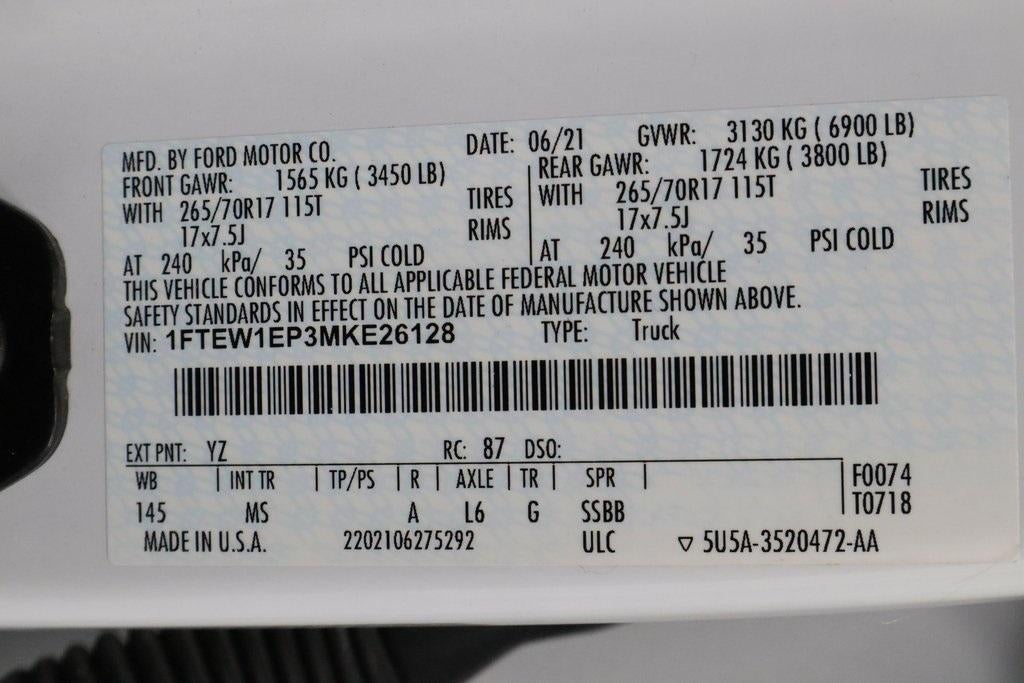 MFD. BY FORD MOTOR CO. DATE: 06/21 GVWR: 3130 KG ( 6900 LB)
FRONT GAWR: 1565 KG ( 3450 LB) REAR GAWR: 1724 KG ( 3800 LB)
WITH 265/70R17 115T TIRES WITH 265/70R17 115T TIRES
17x7.5J RIMS 17x7.5J RIMS
AT 240 kPa/ 35 PSI COLD AT 240 kPa/ 35 PSI COLD
THIS VEHICLE CONFORMS TO ALL APPLICABLE FEDERAL MOTOR VEHICLE
SAFETY STANDARDS IN EFFECT ON THE DATE OF MANUFACTURE SHOWN ABOVE.
VIN: 1FTEW1EP3MKE26128 TYPE: Truck
EXT PNT: YZ RC: 87 DSO:
WB INT TR TP/PS R AXLE TR SPR F0074
145 MS A L6 G SSBB T0718
MADE IN U.S.A. 2202106275292 ULC ▽ 5U5A-3520472-AA